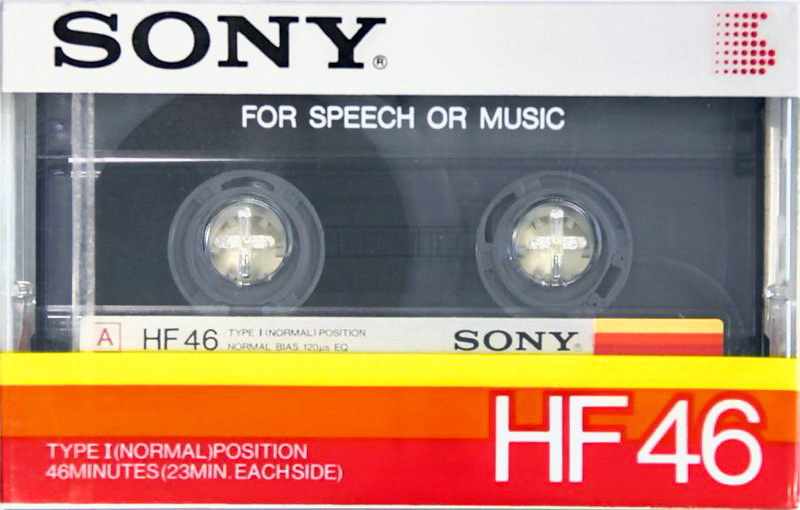 SONY®
FOR SPEECH OR MUSIC
A HF 46 TYPE I (NORMAL) POSITION
NORMAL BIAS 120µs EQ
SONY®
HF 46
TYPE I (NORMAL) POSITION
46MINUTES (23MIN. EACH SIDE)